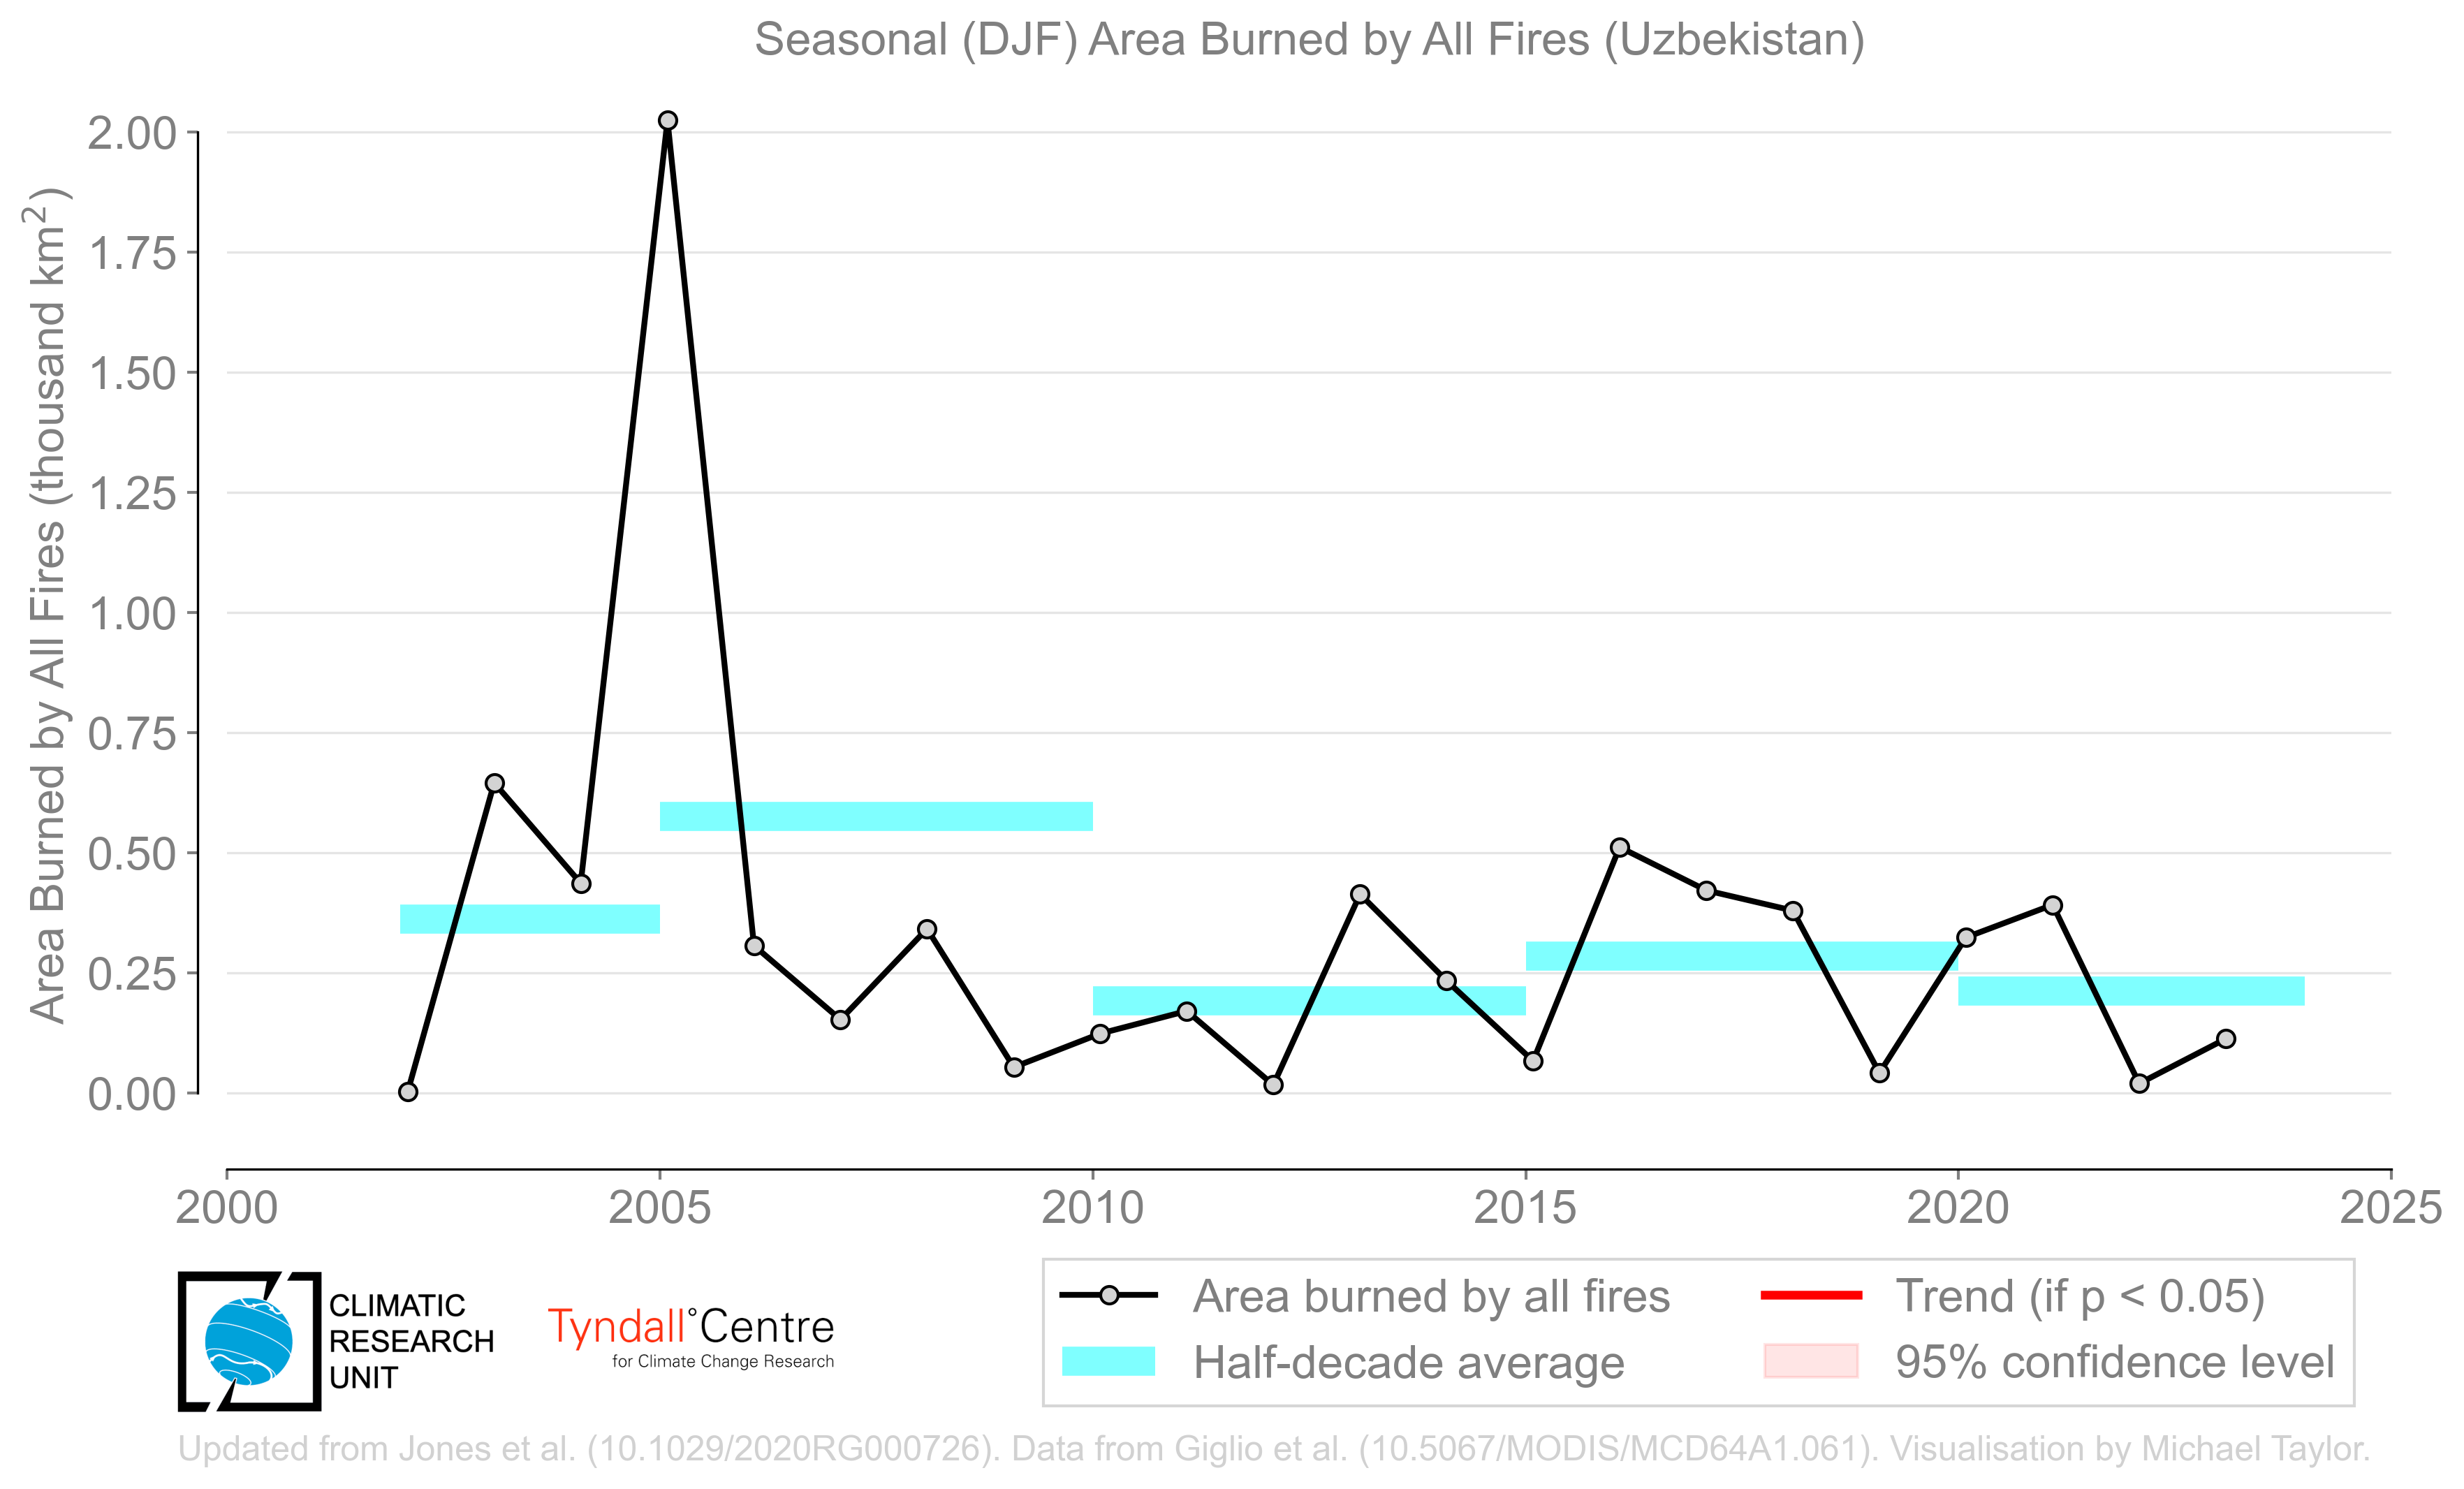 Seasonal (DJF) Area Burned by All Fires (Uzbekistan)
Area Burned by All Fires (thousand km²)
2.00
1.75
1.50
1.25
1.00
0.75
0.50
0.25
0.00
2000
2005
2010
2015
2020
2025
CLIMATIC
RESEARCH
UNIT
Tyndall°Centre
for Climate Change Research
Area burned by all fires
Half-decade average
Trend (if p < 0.05)
95% confidence level
Updated from Jones et al. (10.1029/2020RG000726). Data from Giglio et al. (10.5067/MODIS/MCD64A1.061). Visualisation by Michael Taylor.